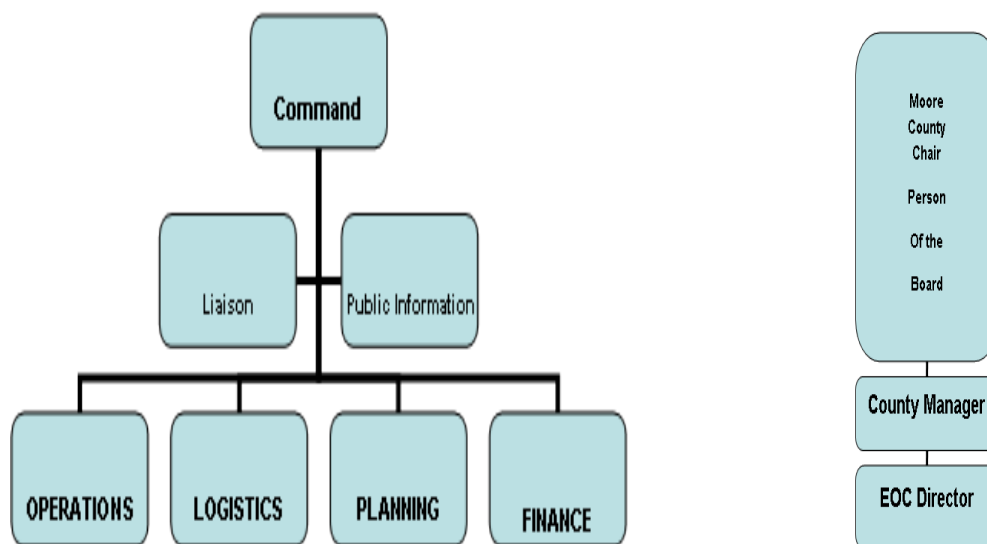 Command
Liaison
Public Information
OPERATIONS
LOGISTICS
PLANNING
FINANCE
Moore
County
Chair
Person
Of the
Board
County Manager
EOC Director